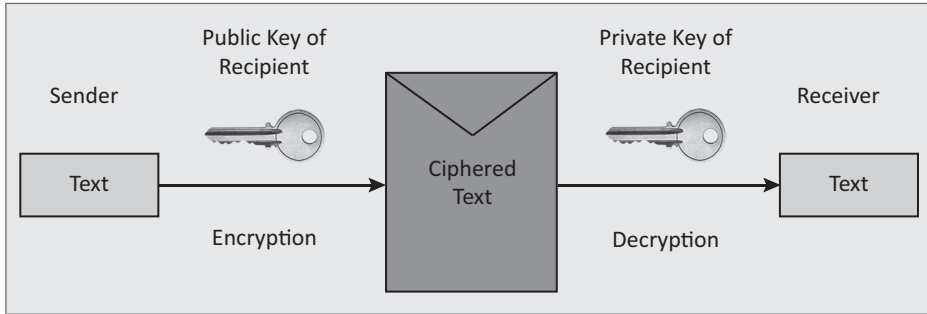 Public Key of
Recipient
Private Key of
Recipient
Sender
Receiver
Text
Ciphered
Text
Text
Encryption
Decryption